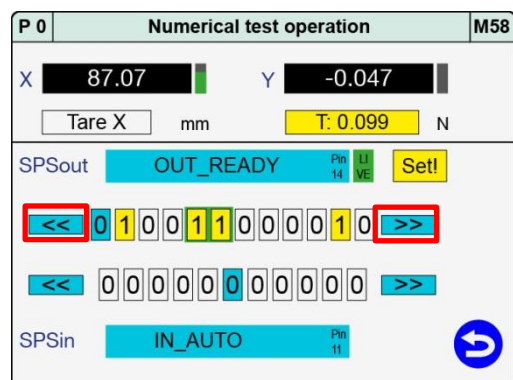 P 0 Numerical test operation M58
X 87.07 Y -0.047
Tare X mm T: 0.099 N
SPSout OUT_READY Pin 14 LI VE Set!
<< 0 1 0 0 1 1 0 0 0 0 1 0 >>
<< 0 0 0 0 0 0 0 0 0 0 0 >>
SPSin IN_AUTO Pin 11